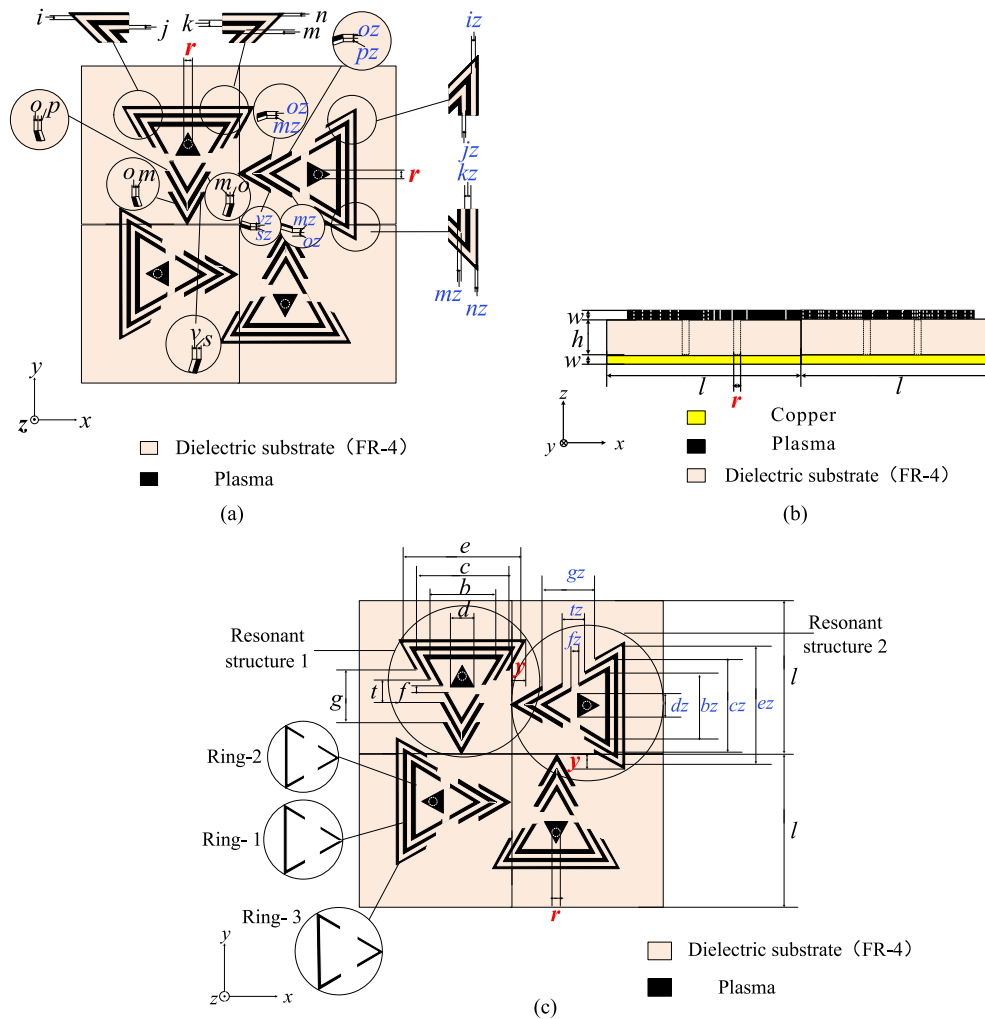 i
j
k
n
m
r
oz
pz
iz
o
p
oz
mz
jz
kz
r
o
m
m
o
yz
sz
mz
oz
mz
nz
y
s
y
z
x
Dielectric substrate（FR-4）
Plasma
(a)
w
h
w
l
l
r
z
y
x
Copper
Plasma
Dielectric substrate（FR-4）
(b)
e
c
b
d
gz
tz
fz
Resonant
structure 1
Resonant
structure 2
y
l
g
t
f
dz
bz
cz
ez
Ring-2
y
Ring- 1
l
Ring- 3
r
y
z
x
Dielectric substrate（FR-4）
Plasma
(c)